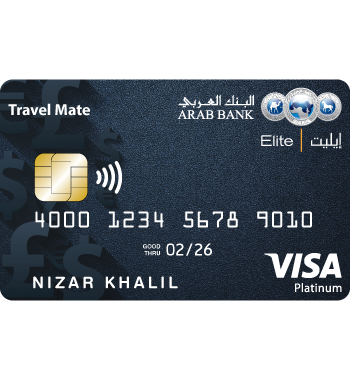 Travel Mate
البنك العربي
ARAB BANK
Elite | إيليت
4000 1234 5678 9010
GOOD THRU 02/26
NIZAR KHALIL
VISA
Platinum